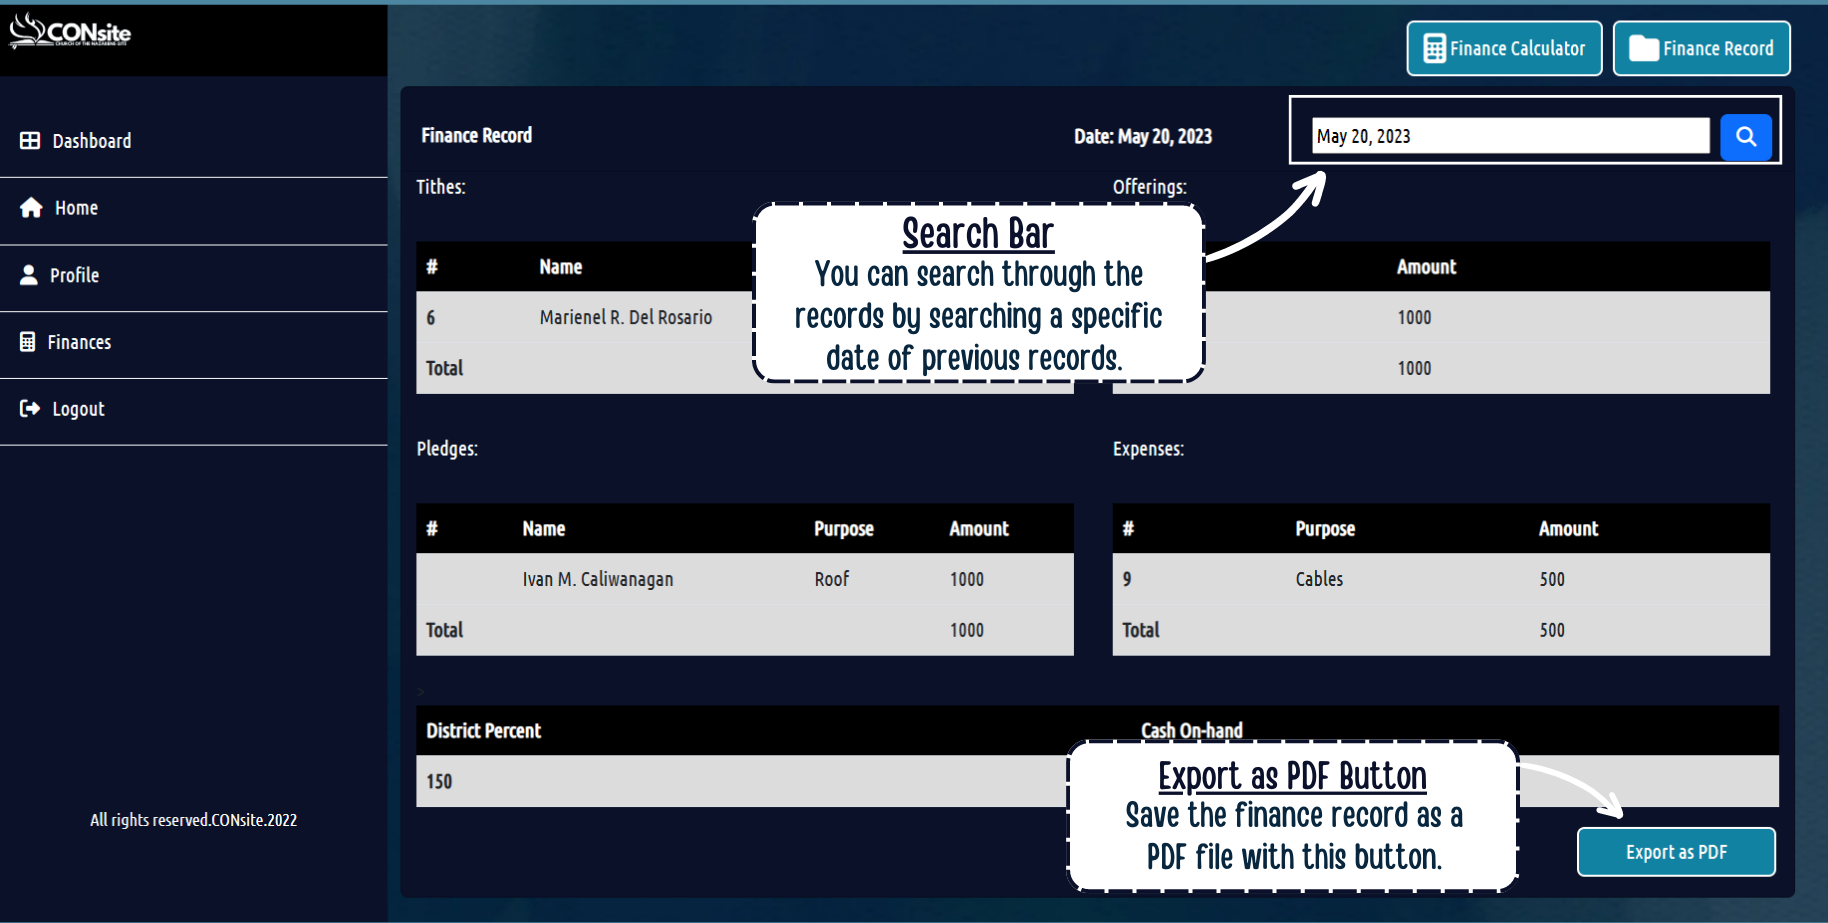 CONsite
CHURCH OF THE NAZARENE SITE
Finance Calculator
Finance Record
Dashboard
Home
Profile
Finances
Logout
All rights reserved.CONsite.2022
Finance Record
Date: May 20, 2023
May 20, 2023
Tithes:
Offerings:
Search Bar
You can search through the
records by searching a specific
date of previous records.
# Name
6 Marienel R. Del Rosario
Total
Amount
1000
1000
Pledges:
# Name Purpose Amount
Ivan M. Caliwanagan Roof 1000
Total 1000
Expenses:
# Purpose Amount
9 Cables 500
Total 500
>
District Percent Cash On-hand
150
Export as PDF Button
Save the finance record as a
PDF file with this button.
Export as PDF